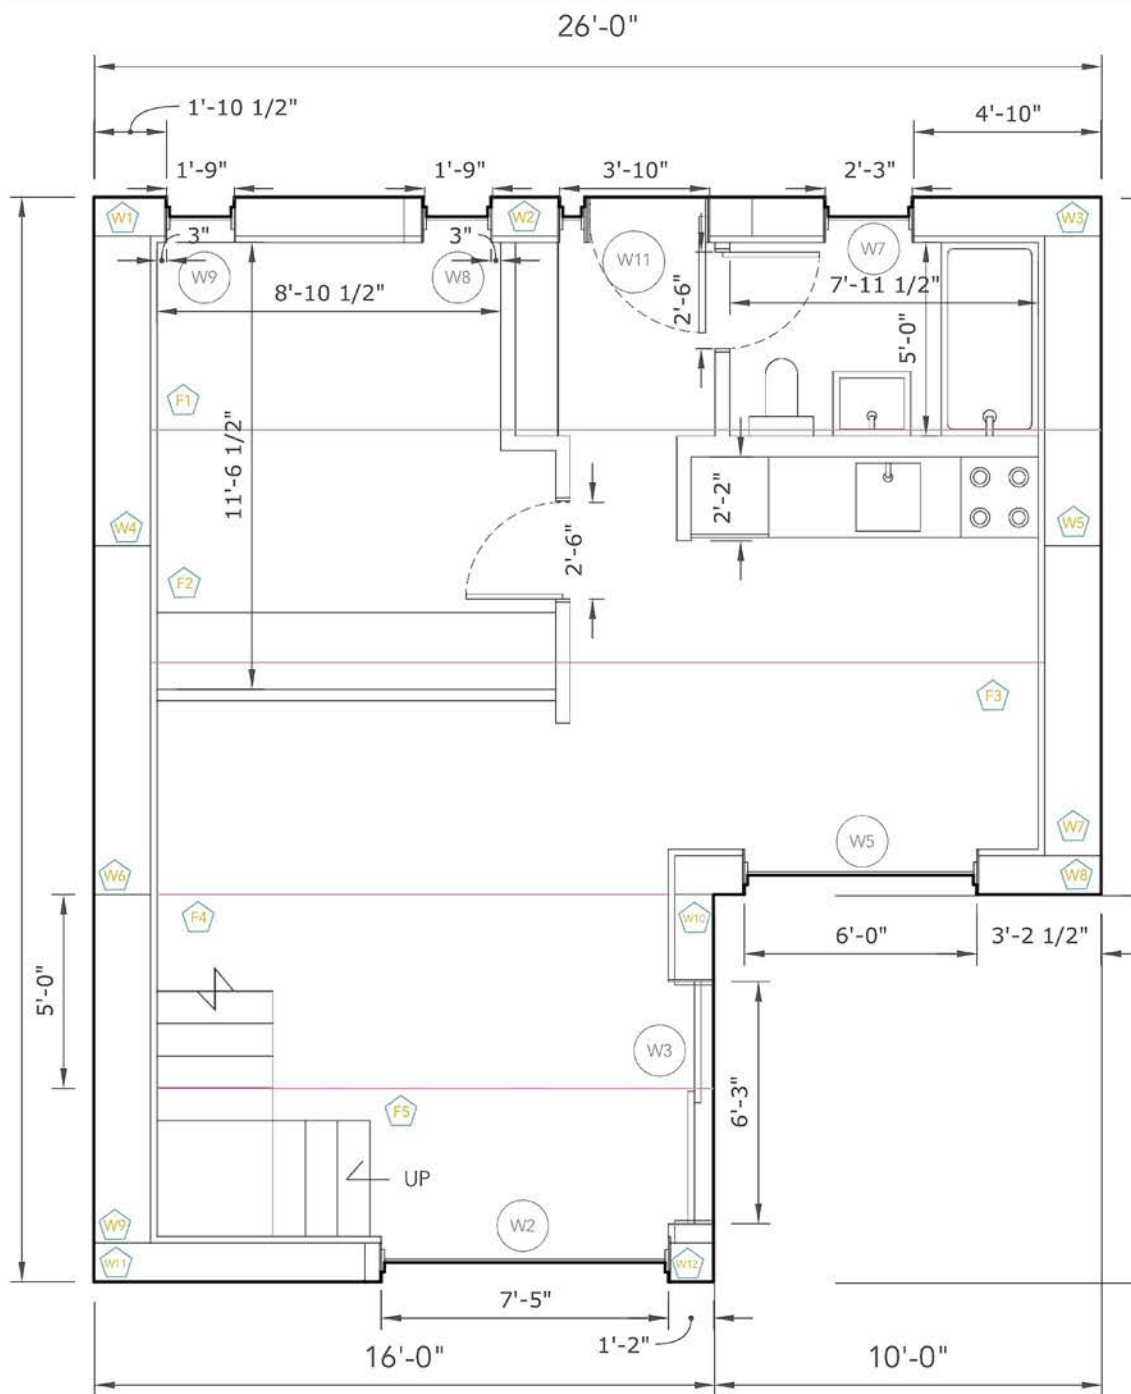 26'-0"
1'-10 1/2"
4'-10"
1'-9"
1'-9"
3'-10"
2'-3"
W1
W2
W3
3"
3"
W9
W8
W11
W7
8'-10 1/2"
7'-11 1/2"
2'-6"
5'-0"
F1
11'-6 1/2"
2'-2"
W4
W5
2'-6"
F2
F3
W7
W5
W6
W8
F4
W10
6'-0"
3'-2 1/2"
5'-0"
W3
6'-3"
F5
UP
W9
W2
W11
W12
7'-5"
1'-2"
16'-0"
10'-0"